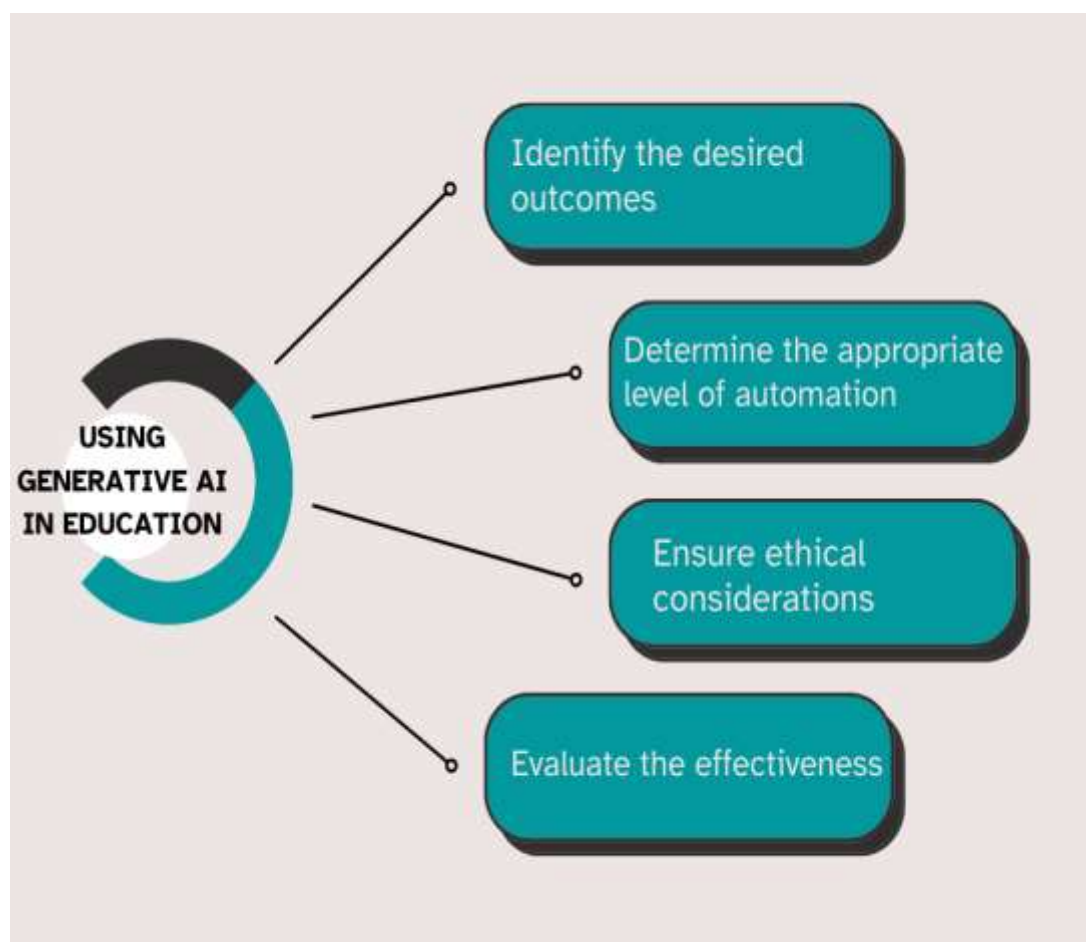 USING
GENERATIVE AI
IN EDUCATION
Identify the desired
outcomes
Determine the appropriate
level of automation
Ensure ethical
considerations
Evaluate the effectiveness